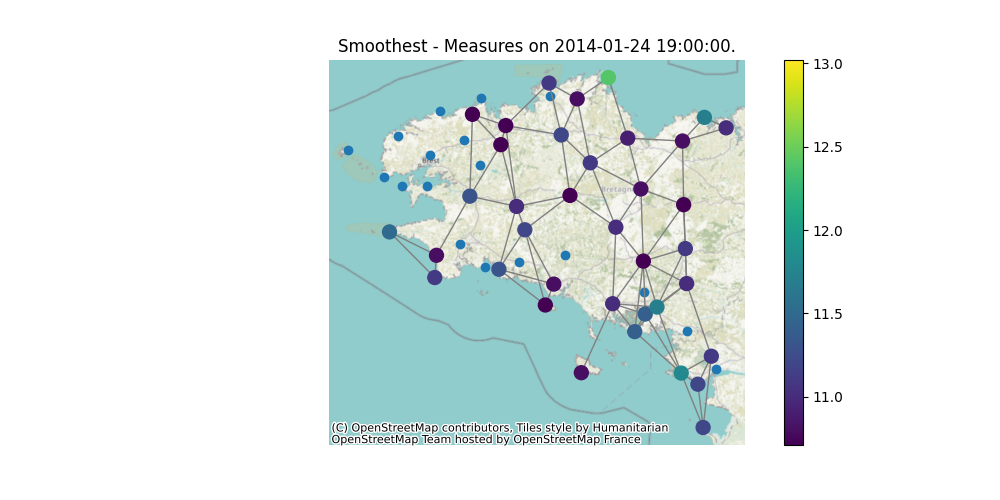 Smoothest - Measures on 2014-01-24 19:00:00.
13.0
12.5
12.0
11.5
11.0
Brest
Bretagne
(C) OpenStreetMap contributors, Tiles style by Humanitarian
OpenStreetMap Team hosted by OpenStreetMap France